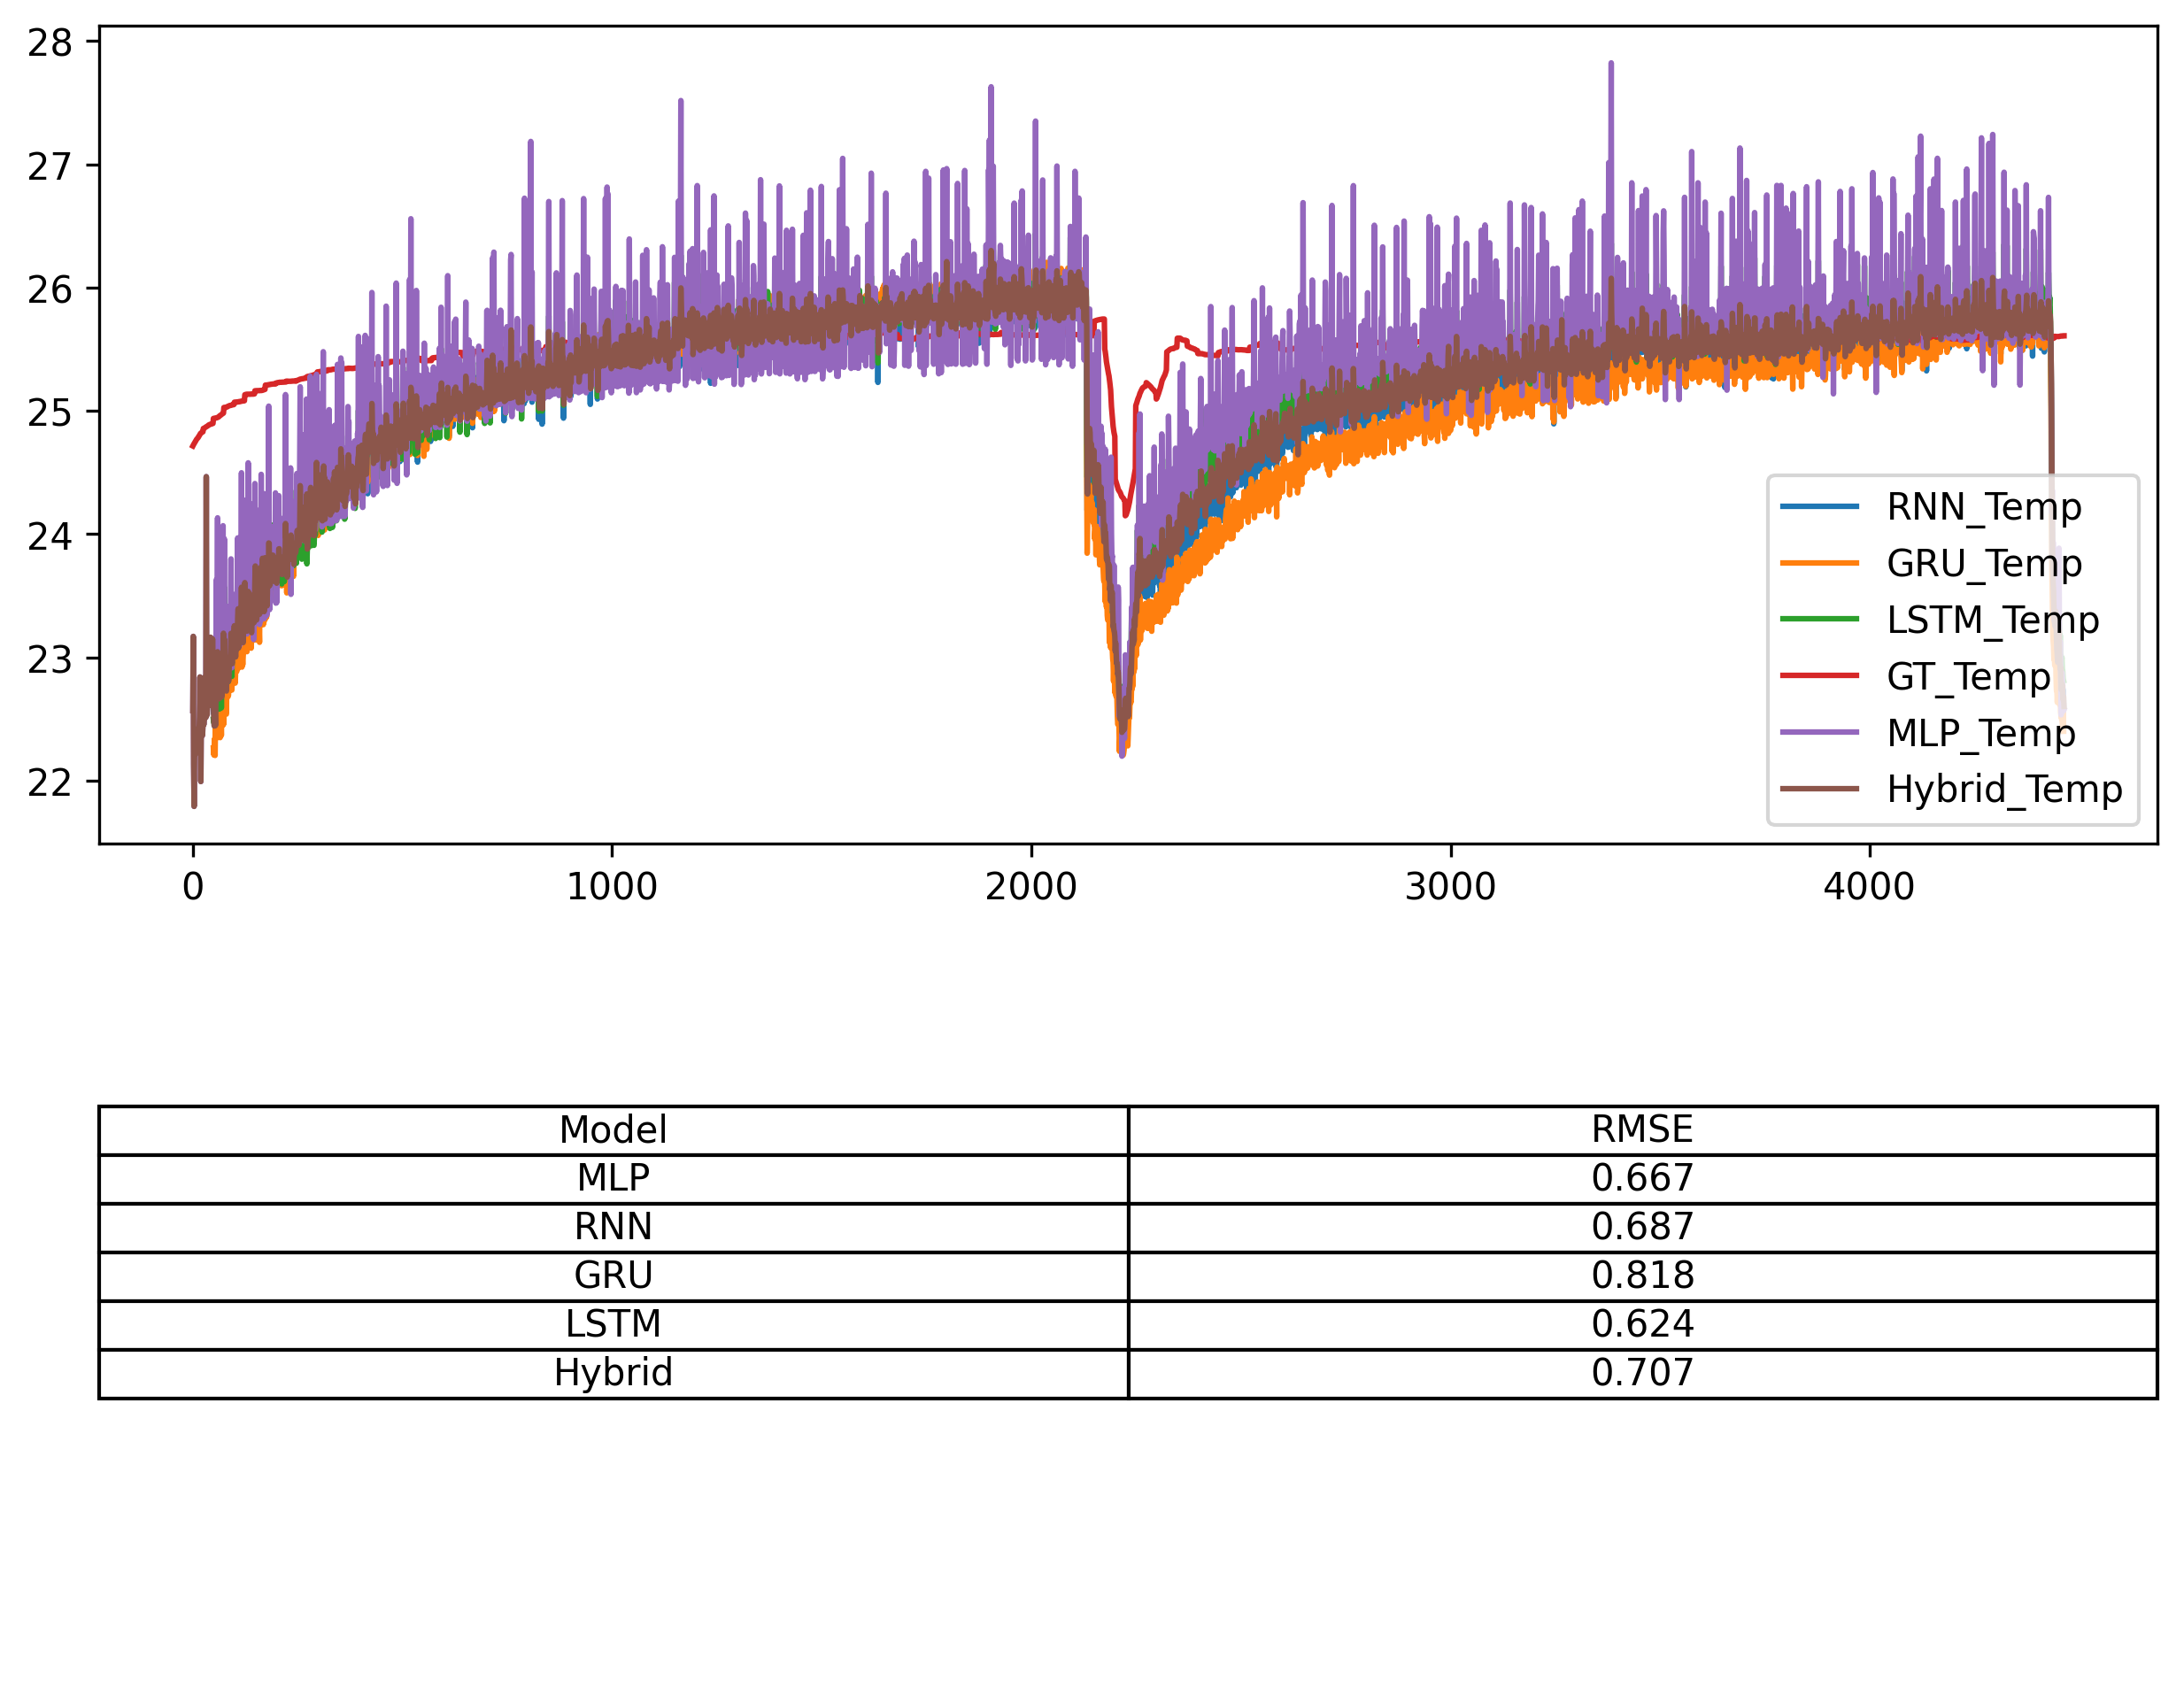 28
27
26
25
24
23
22
0 1000 2000 3000 4000
RNN_Temp
GRU_Temp
LSTM_Temp
GT_Temp
MLP_Temp
Hybrid_Temp
Model RMSE
MLP 0.667
RNN 0.687
GRU 0.818
LSTM 0.624
Hybrid 0.707